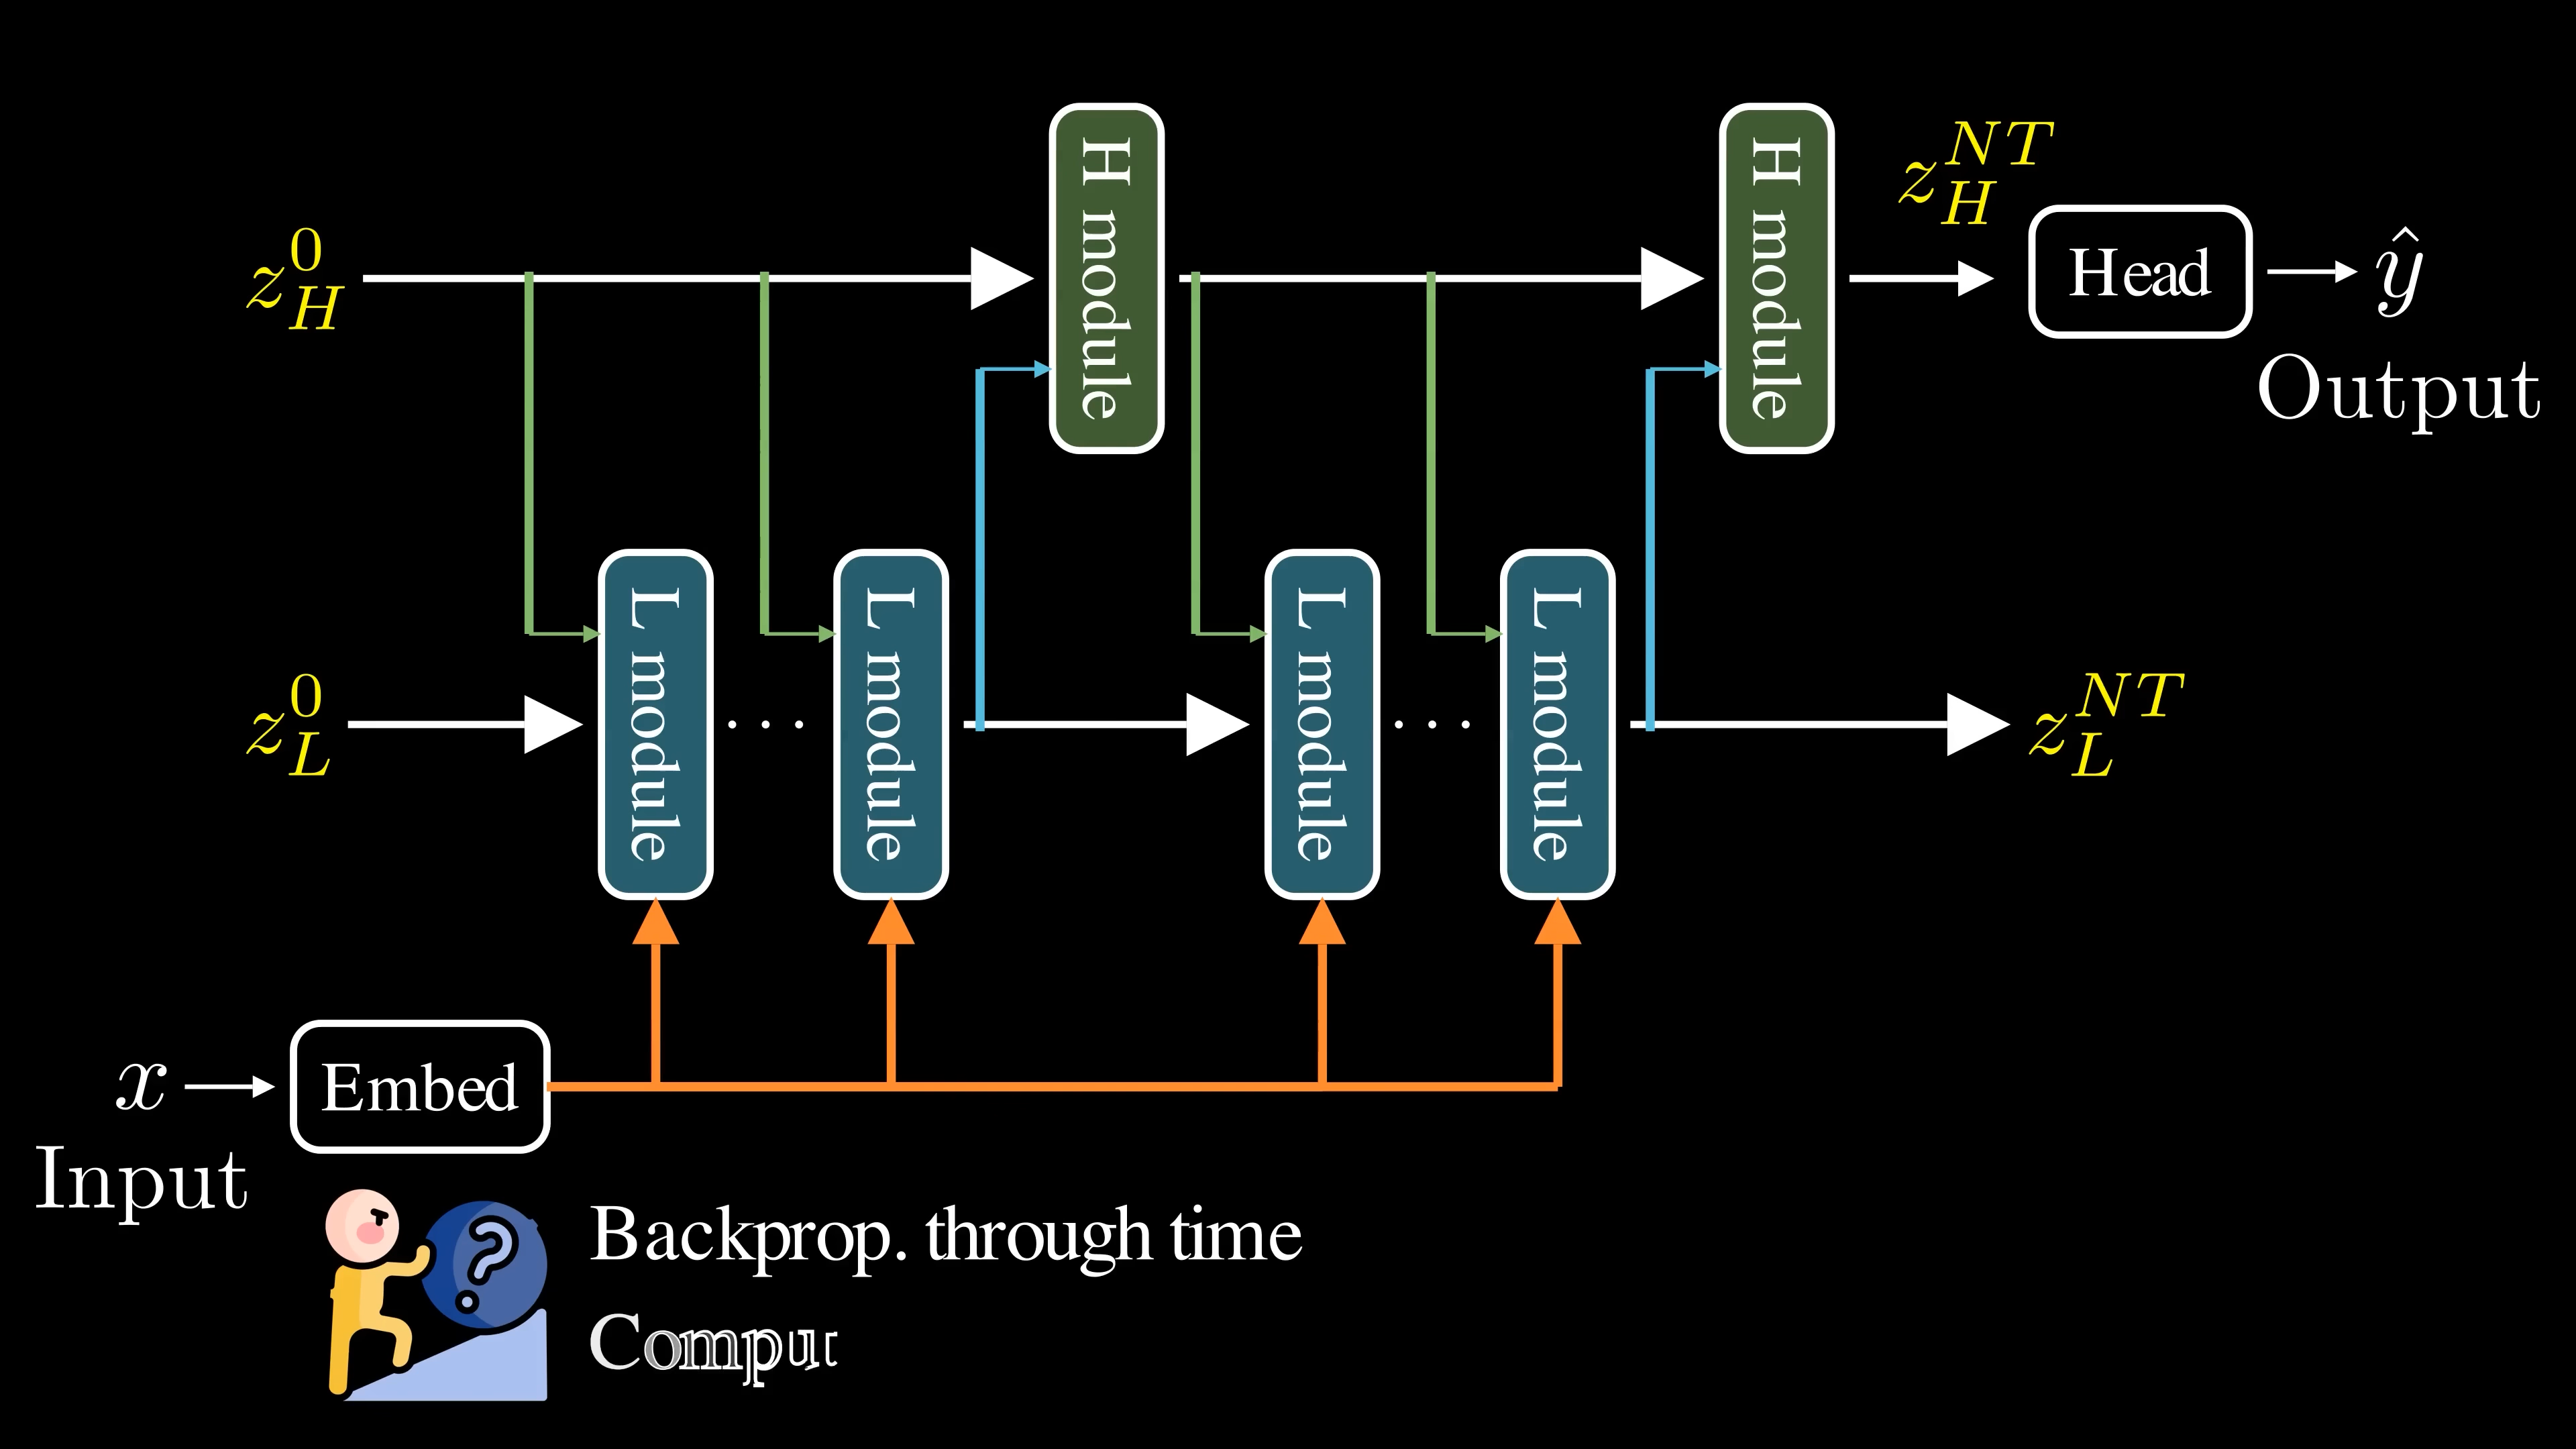 H module
H module
z_H^{NT}
z_H^0
Head
ŷ
Output
L module
L module
L module
L module
z_L^0
· · ·
· · ·
z_L^{NT}
x
Embed
Input
?
Backprop. through time
Comput